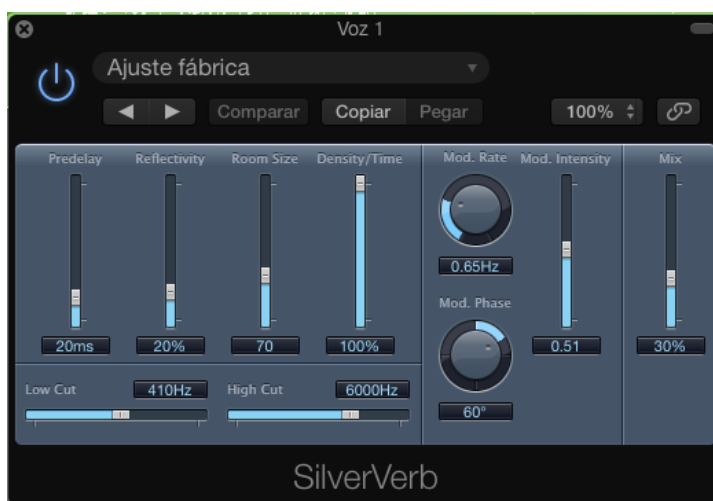 Voz 1
Ajuste fábrica
Comparar Copiar Pegar 100%
Predelay Reflectivity Room Size Density/Time Mod. Rate Mod. Intensity Mix
0.65Hz
Mod. Phase
20ms 20% 70 100% 0.51 30%
Low Cut 410Hz High Cut 6000Hz
60°
SilverVerb